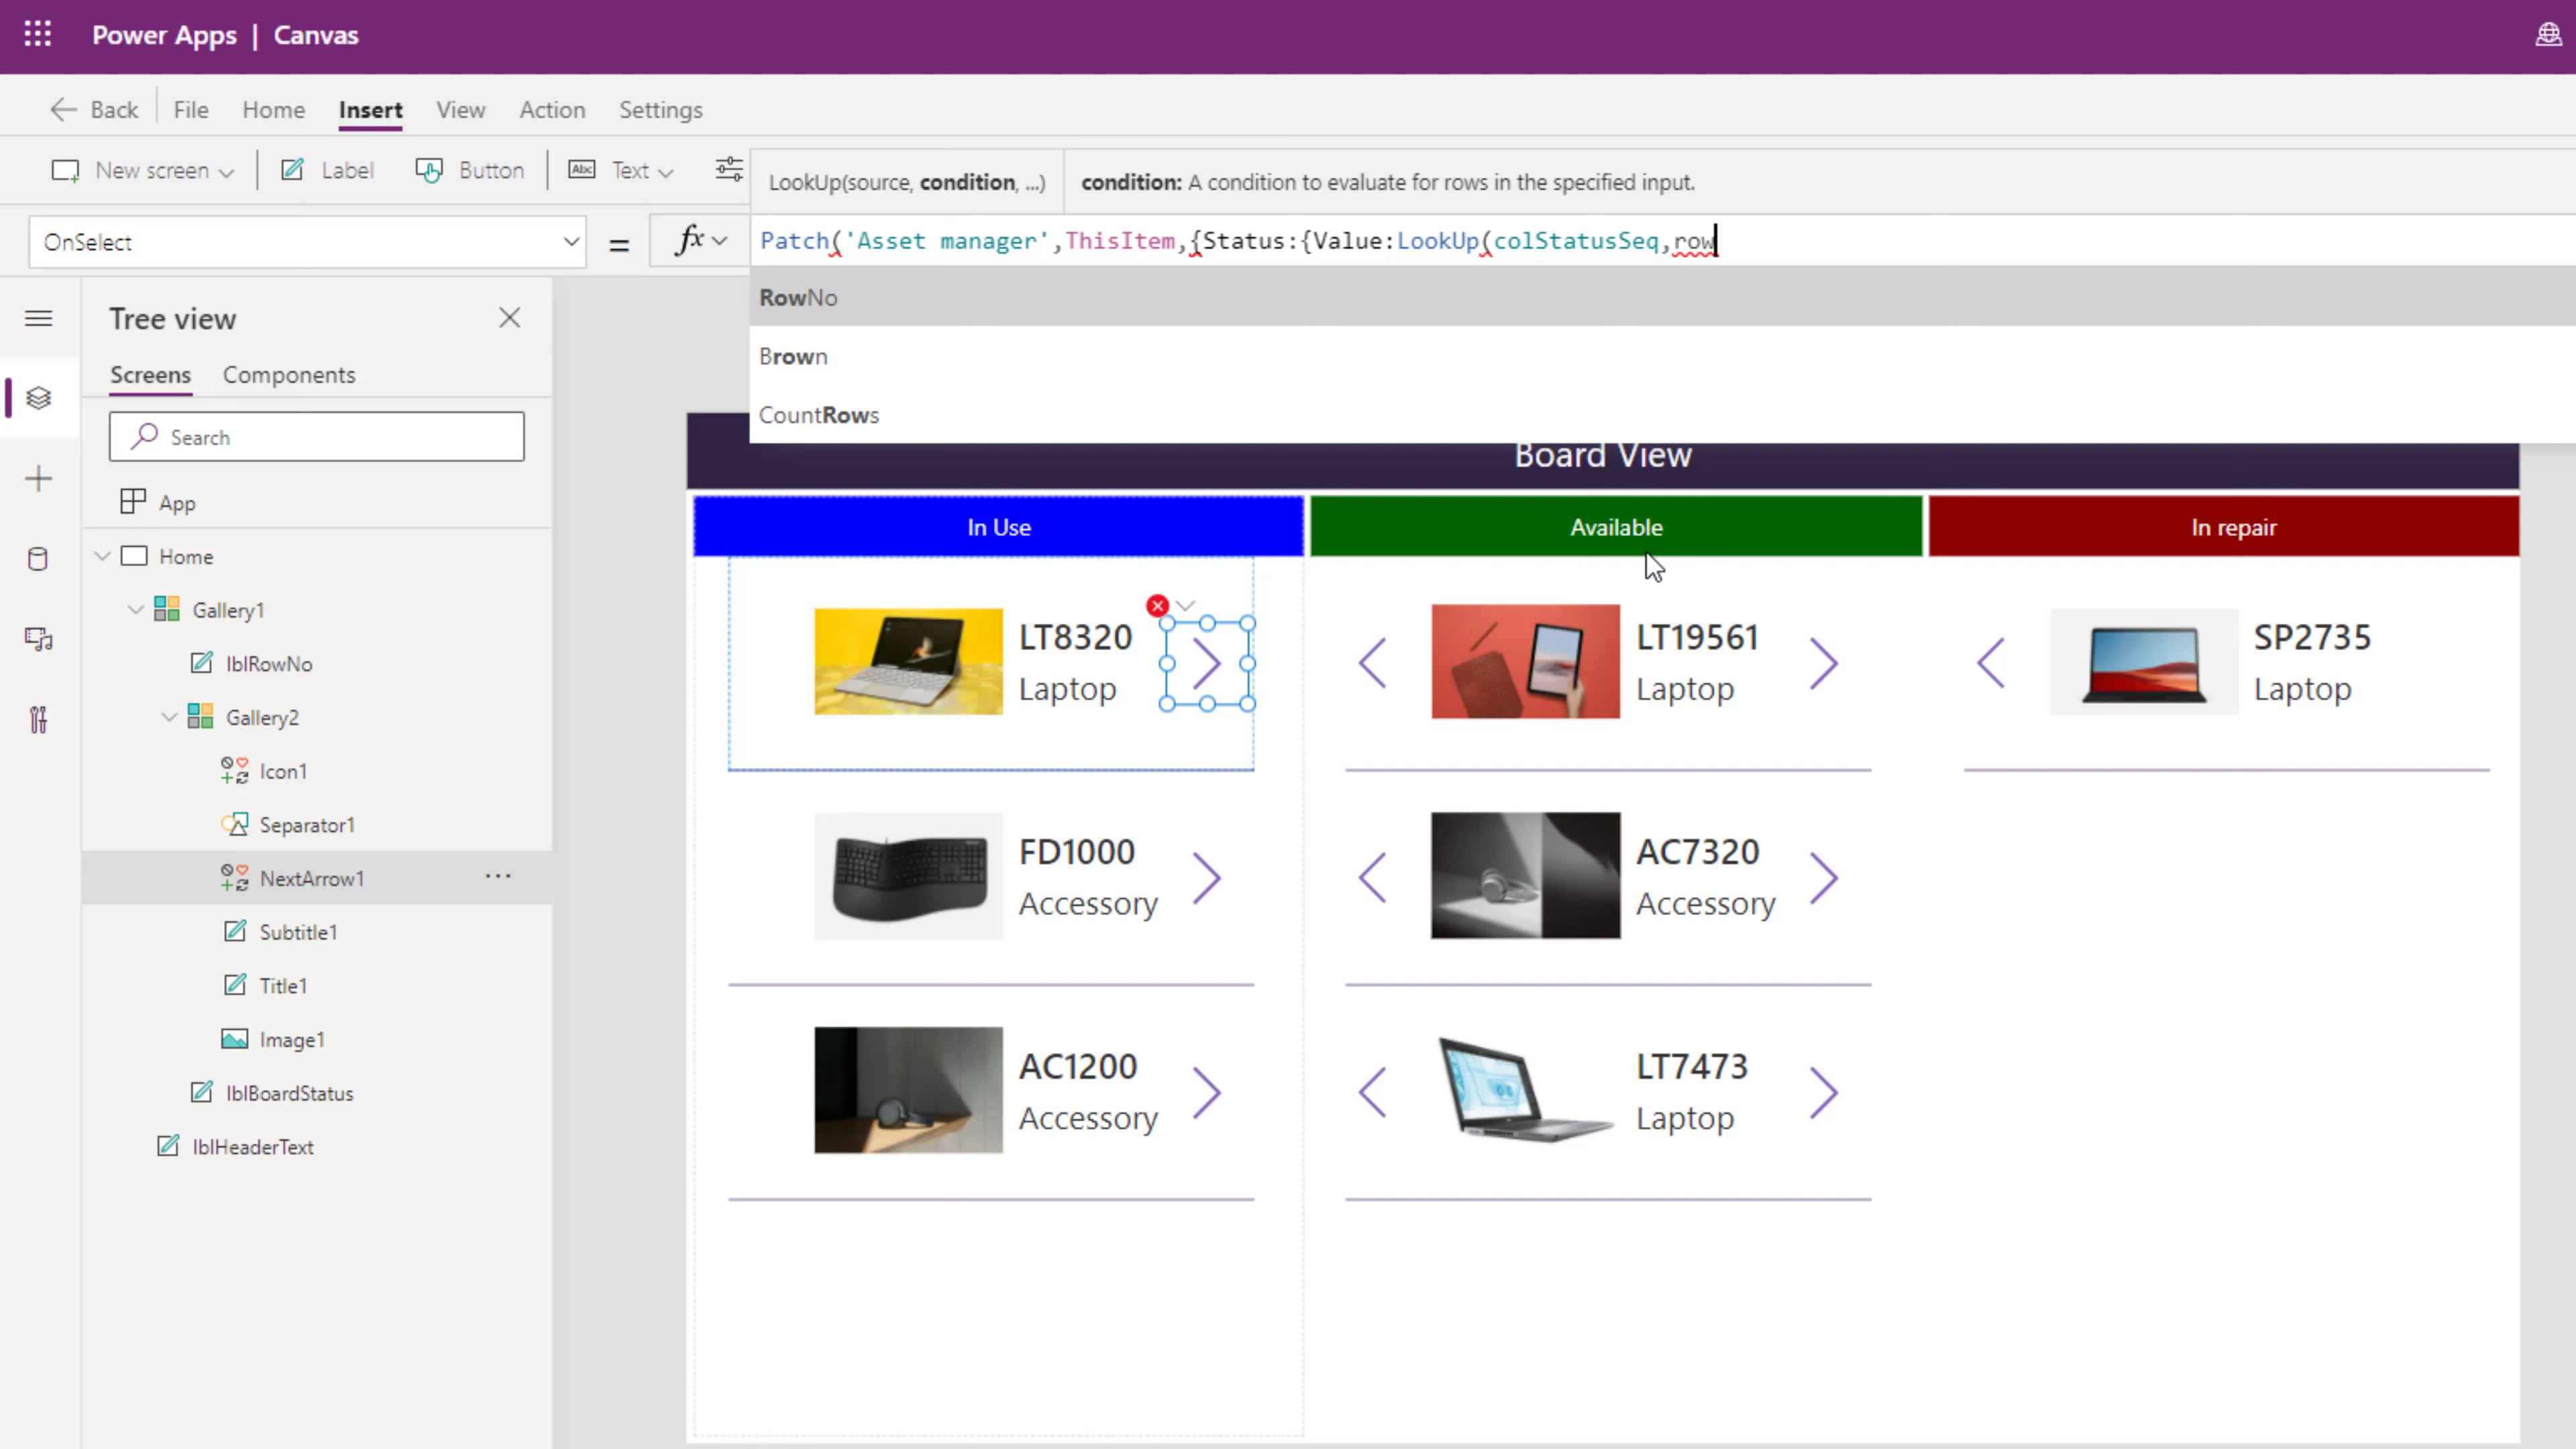 Power Apps | Canvas
Back File Home Insert View Action Settings
New screen Label Button Abc Text
LookUp(source, condition, ...) condition: A condition to evaluate for rows in the specified input.
OnSelect = fx Patch('Asset manager',ThisItem,{Status:{Value:LookUp(colStatusSeq,row
RowNo
Brown
CountRows
Tree view
Screens Components
Search
App
Home
Gallery1
lblRowNo
Gallery2
Icon1
Separator1
NextArrow1 ...
Subtitle1
Title1
Image1
lblBoardStatus
lblHeaderText
Board View
In Use Available In repair
LT8320
Laptop
LT19561
Laptop
SP2735
Laptop
FD1000
Accessory
AC7320
Accessory
AC1200
Accessory
LT7473
Laptop